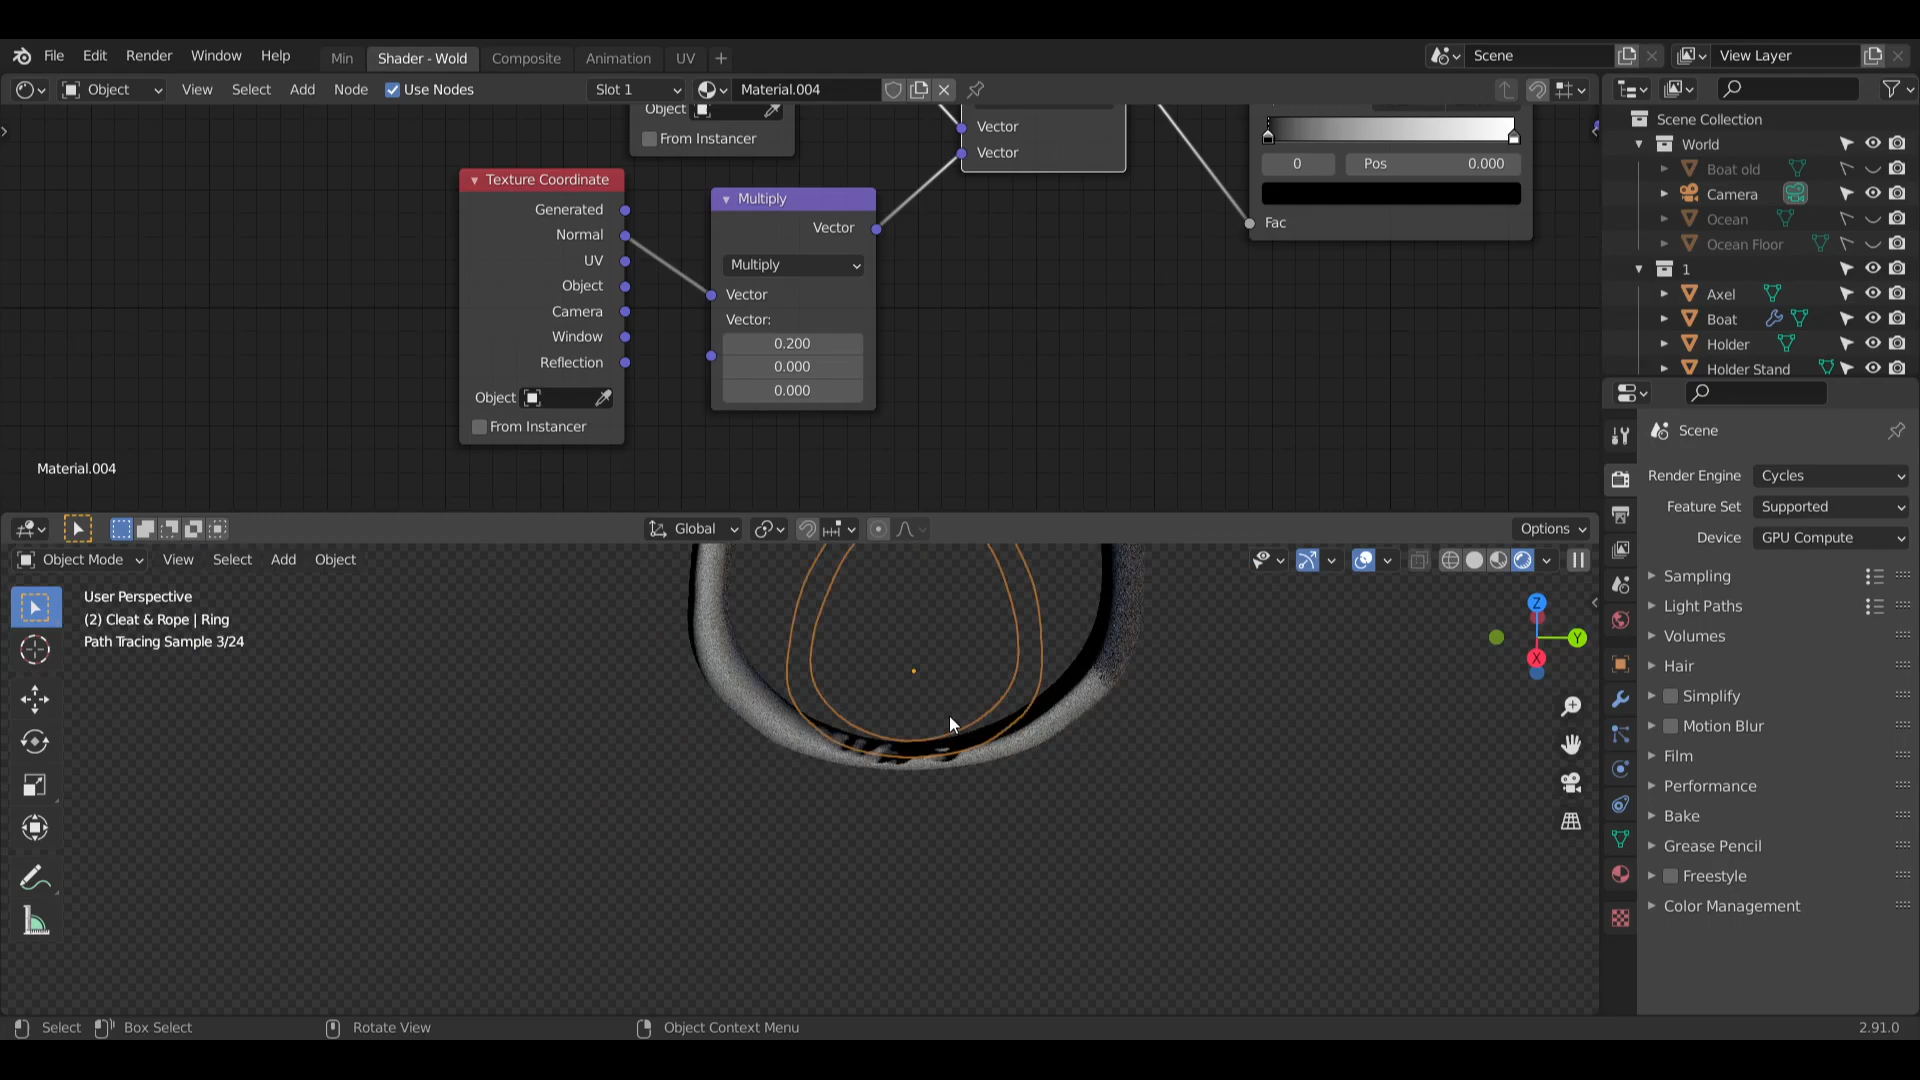 File Edit Render Window Help Min Shader - Wold Composite Animation UV + Scene View Layer
Object View Select Add Node Use Nodes Slot 1 Material.004
Object
From Instancer
Vector
Vector
0 Pos 0.000
Fac
Texture Coordinate
Generated
Normal
UV
Object
Camera
Window
Reflection
Object
From Instancer
Multiply
Vector
Multiply
Vector
Vector:
0.200
0.000
0.000
Material.004
Scene Collection
World
Boat old
Camera
Ocean
Ocean Floor
1
Axel
Boat
Holder
Holder Stand
Global Options
Object Mode View Select Add Object
User Perspective
(2) Cleat & Rope | Ring
Path Tracing Sample 3/24
Z
Y
X
Scene
Render Engine Cycles
Feature Set Supported
Device GPU Compute
Sampling
Light Paths
Volumes
Hair
Simplify
Motion Blur
Film
Performance
Bake
Grease Pencil
Freestyle
Color Management
Select Box Select Rotate View Object Context Menu 2.91.0